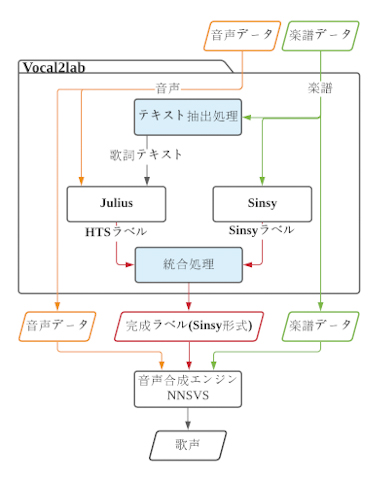 音声データ
楽譜データ
Vocal2lab
音声
楽譜
テキスト抽出処理
歌詞テキスト
Julius
Sinsy
HTSラベル
Sinsyラベル
統合処理
音声データ
完成ラベル(Sinsy形式)
楽譜データ
音声合成エンジン
NNSVS
歌声